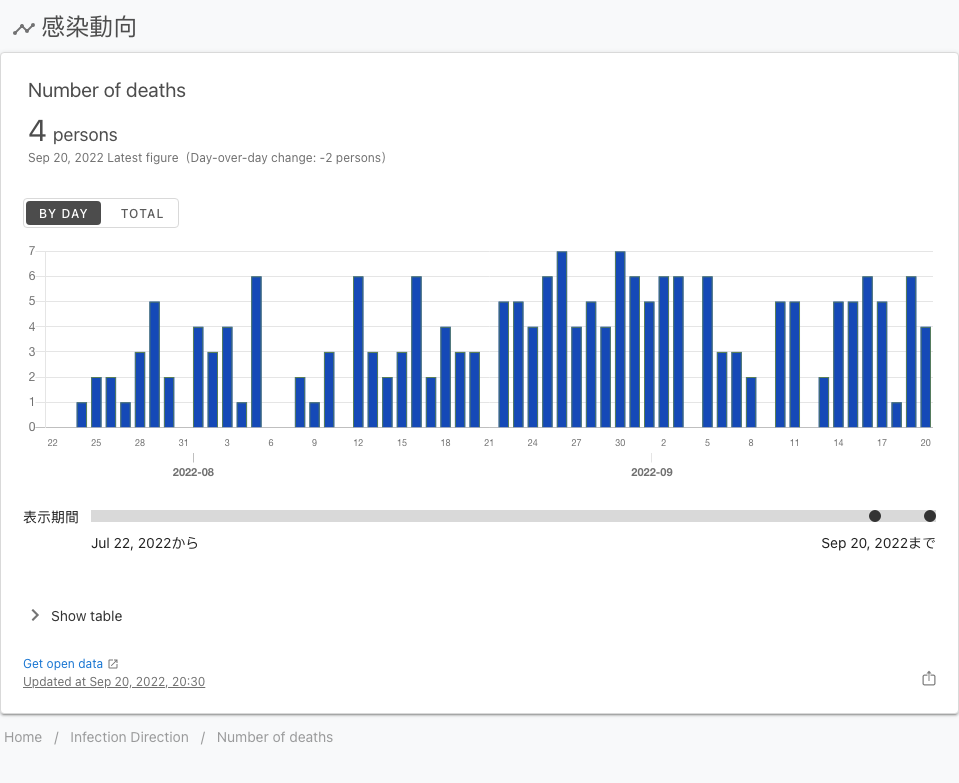 感染動向
Number of deaths
4 persons
Sep 20, 2022 Latest figure (Day-over-day change: -2 persons)
BY DAY TOTAL
7
6
5
4
3
2
1
0
22 25 28 31 3 6 9 12 15 18 21 24 27 30 2 5 8 11 14 17 20
2022-08 2022-09
表示期間
Jul 22, 2022から Sep 20, 2022まで
Show table
Get open data
Updated at Sep 20, 2022, 20:30
Home / Infection Direction / Number of deaths